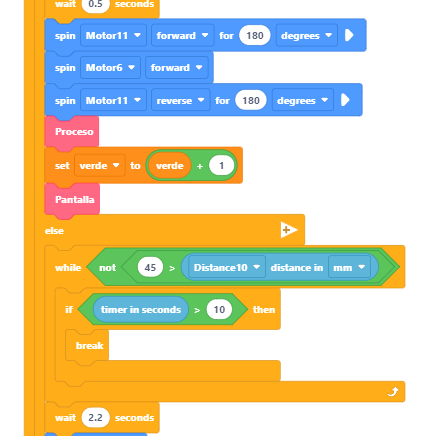 wait 0.5 seconds
spin Motor11 forward for 180 degrees
spin Motor6 forward
spin Motor11 reverse for 180 degrees
Proceso
set verde to verde + 1
Pantalla
else
while not 45 > Distance10 distance in mm
if timer in seconds > 10 then
break
wait 2.2 seconds